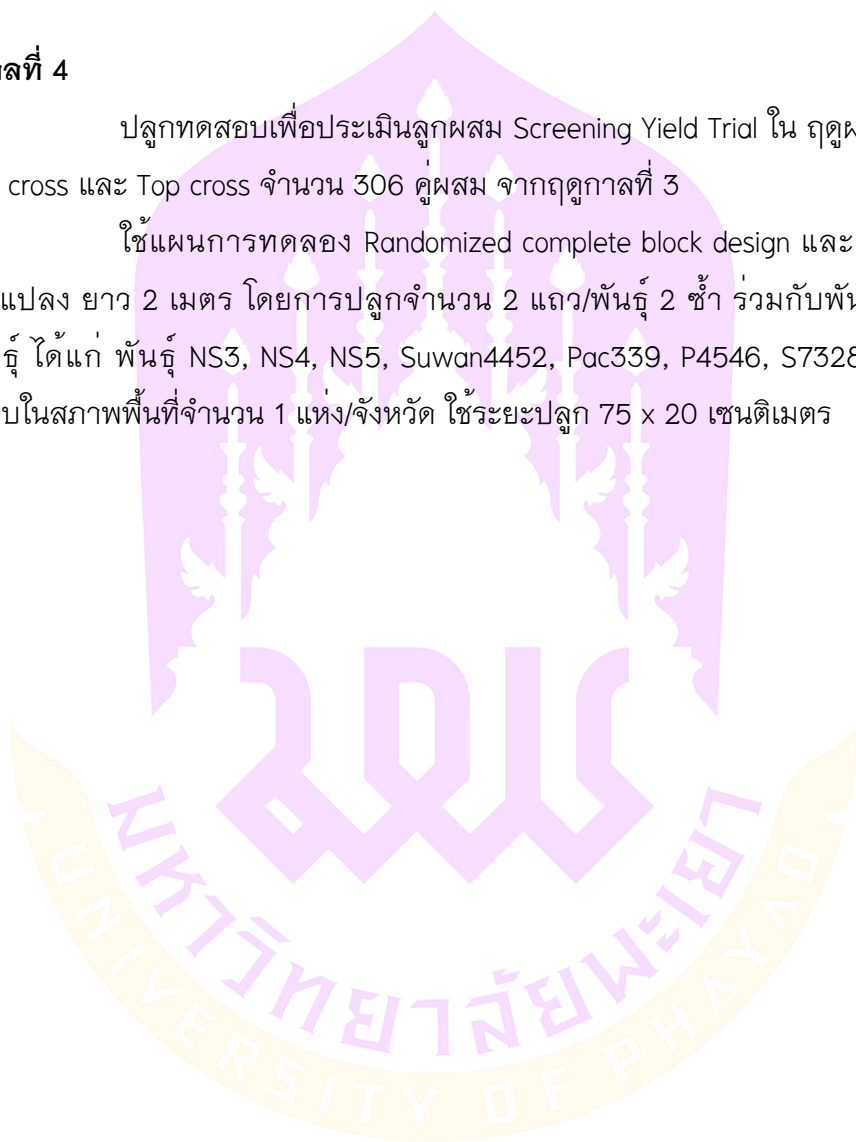 ลที่ 4
ปลูกทดสอบเพื่อประเมินลูกผสม Screening Yield Trial ใน ฤดูผ
cross และ Top cross จำนวน 306 คู่ผสม จากฤดูกาลที่ 3
ใช้แผนการทดลอง Randomized complete block design และ
แปลง ยาว 2 เมตร โดยการปลูกจำนวน 2 แถว/พันธุ์ 2 ซ้ำ ร่วมกับพัน
ธุ์ ได้แก่ พันธุ์ NS3, NS4, NS5, Suwan4452, Pac339, P4546, S7328
บในสภาพพื้นที่จำนวน 1 แห่ง/จังหวัด ใช้ระยะปลูก 75 x 20 เซนติเมตร
มหาวิทยาลัยพะเยา
UNIVERSITY OF PHAYAO